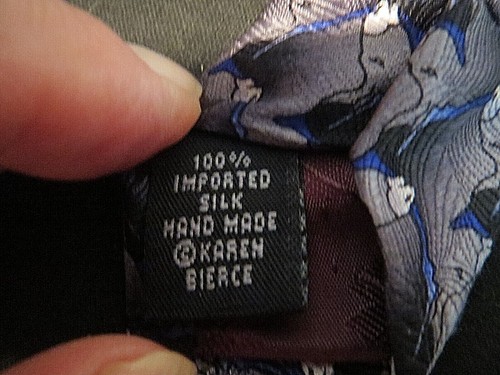 100%
IMPORTED
SILK
HAND MADE
© KAREN
BIERCE